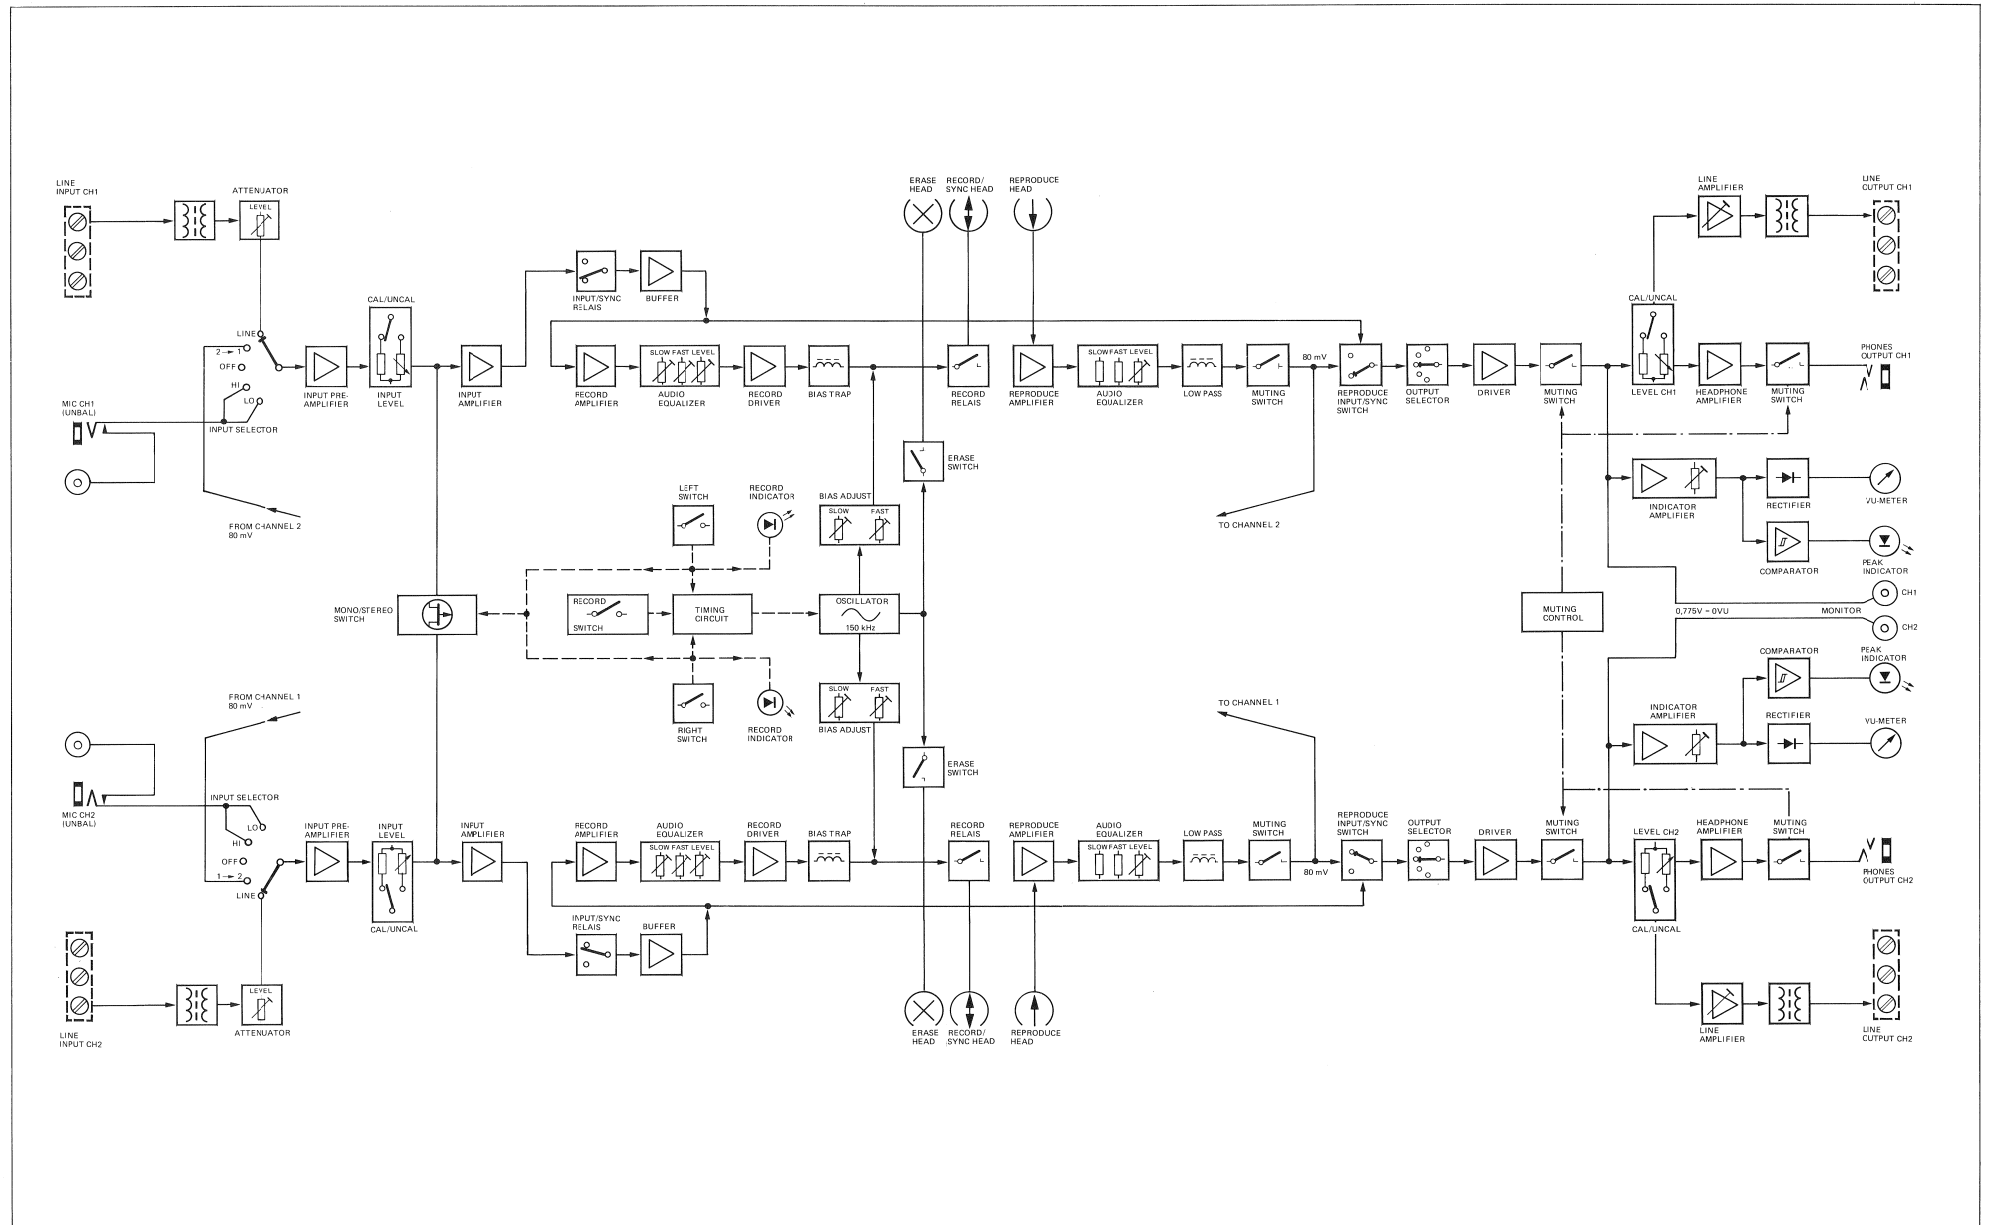 LINE
INPUT CH1
ATTENUATOR
LEVEL
ERASE
HEAD
RECORD/
SYNC HEAD
REPRODUCE
HEAD
LINE
AMPLIFIER
LINE
OUTPUT CH1
INPUT/SYNC
RELAIS
BUFFER
CAL/UNCAL
CAL/UNCAL
LINE
2 → 1
OFF
HI
LO
INPUT SELECTOR
MIC CH1
(UNBAL)
INPUT PRE-
AMPLIFIER
INPUT
LEVEL
INPUT
AMPLIFIER
RECORD
AMPLIFIER
SLOW FAST LEVEL
AUDIO
EQUALIZER
RECORD
DRIVER
BIAS TRAP
RECORD
RELAIS
REPRODUCE
AMPLIFIER
SLOW FAST LEVEL
AUDIO
EQUALIZER
LOW PASS
MUTING
SWITCH
80 mV
REPRODUCE
INPUT/SYNC
SWITCH
OUTPUT
SELECTOR
DRIVER
MUTING
SWITCH
LEVEL CH1
HEADPHONE
AMPLIFIER
MUTING
SWITCH
PHONES
OUTPUT CH1
FROM CHANNEL 2
80 mV
ERASE
SWITCH
LEFT
SWITCH
RECORD
INDICATOR
BIAS ADJUST
SLOW
FAST
TO CHANNEL 2
INDICATOR
AMPLIFIER
RECTIFIER
VU-METER
COMPARATOR
PEAK
INDICATOR
MONO/STEREO
SWITCH
RECORD
SWITCH
TIMING
CIRCUIT
OSCILLATOR
150 kHz
MUTING
CONTROL
0,775V = 0VU
MONITOR
CH1
CH2
FROM CHANNEL 1
80 mV
RIGHT
SWITCH
RECORD
INDICATOR
SLOW
FAST
BIAS ADJUST
TO CHANNEL 1
COMPARATOR
PEAK
INDICATOR
INDICATOR
AMPLIFIER
RECTIFIER
VU-METER
ERASE
SWITCH
MIC CH2
(UNBAL)
INPUT SELECTOR
LO
HI
OFF
1 → 2
LINE
INPUT PRE-
AMPLIFIER
INPUT
LEVEL
INPUT
AMPLIFIER
RECORD
AMPLIFIER
AUDIO
EQUALIZER
SLOW FAST LEVEL
RECORD
DRIVER
BIAS TRAP
RECORD
RELAIS
REPRODUCE
AMPLIFIER
AUDIO
EQUALIZER
SLOW FAST LEVEL
LOW PASS
MUTING
SWITCH
80 mV
REPRODUCE
INPUT/SYNC
SWITCH
OUTPUT
SELECTOR
DRIVER
MUTING
SWITCH
LEVEL CH2
HEADPHONE
AMPLIFIER
MUTING
SWITCH
PHONES
OUTPUT CH2
CAL/UNCAL
INPUT/SYNC
RELAIS
BUFFER
CAL/UNCAL
LINE
INPUT CH2
LEVEL
ATTENUATOR
ERASE
HEAD
RECORD/
SYNC HEAD
REPRODUCE
HEAD
LINE
AMPLIFIER
LINE
OUTPUT CH2